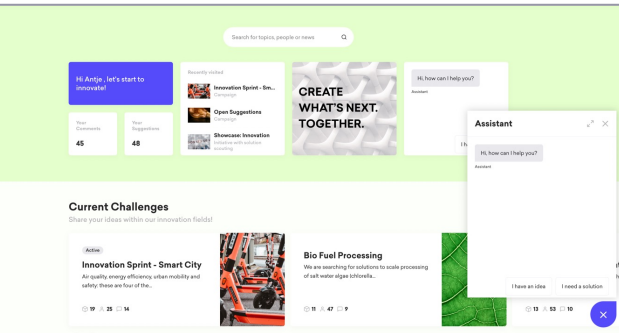 Search for topics, people or news
Hi Antje , let's start to
innovate!
Your
Comments
45
Your
Suggestions
48
Recently visited
Innovation Sprint - Sm...
Campaign
Open Suggestions
Campaign
Showcase: Innovation
Initiative with solution
scouting
CREATE
WHAT'S NEXT.
TOGETHER.
Hi, how can I help you?
Assistant
I h
Assistant
Hi, how can I help you?
Assistant
I have an idea
I need a solution
Current Challenges
Share your ideas within our innovation fields!
Active
Innovation Sprint - Smart City
Air quality, energy efficiency, urban mobility and
safety: these are four of the...
19 25 14
Bio Fuel Processing
We are searching for solutions to scale processing
of salt water algae (chlorella...
11 47 9
13 53 10